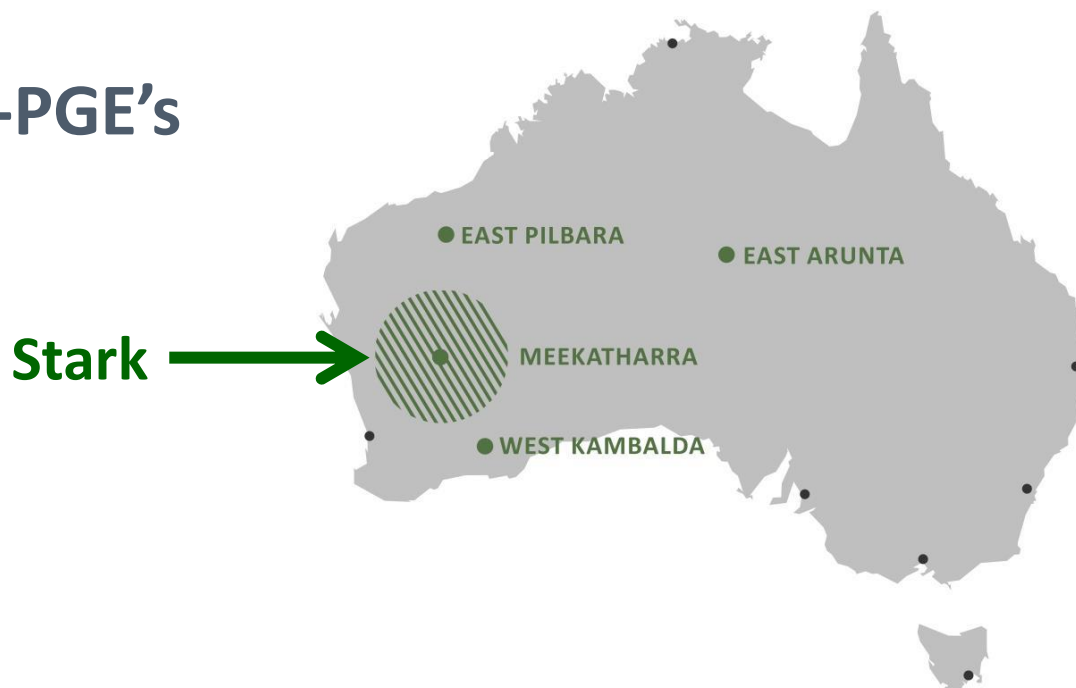 -PGE’s
EAST PILBARA
EAST ARUNTA
Stark
MEEKATHARRA
WEST KAMBALDA